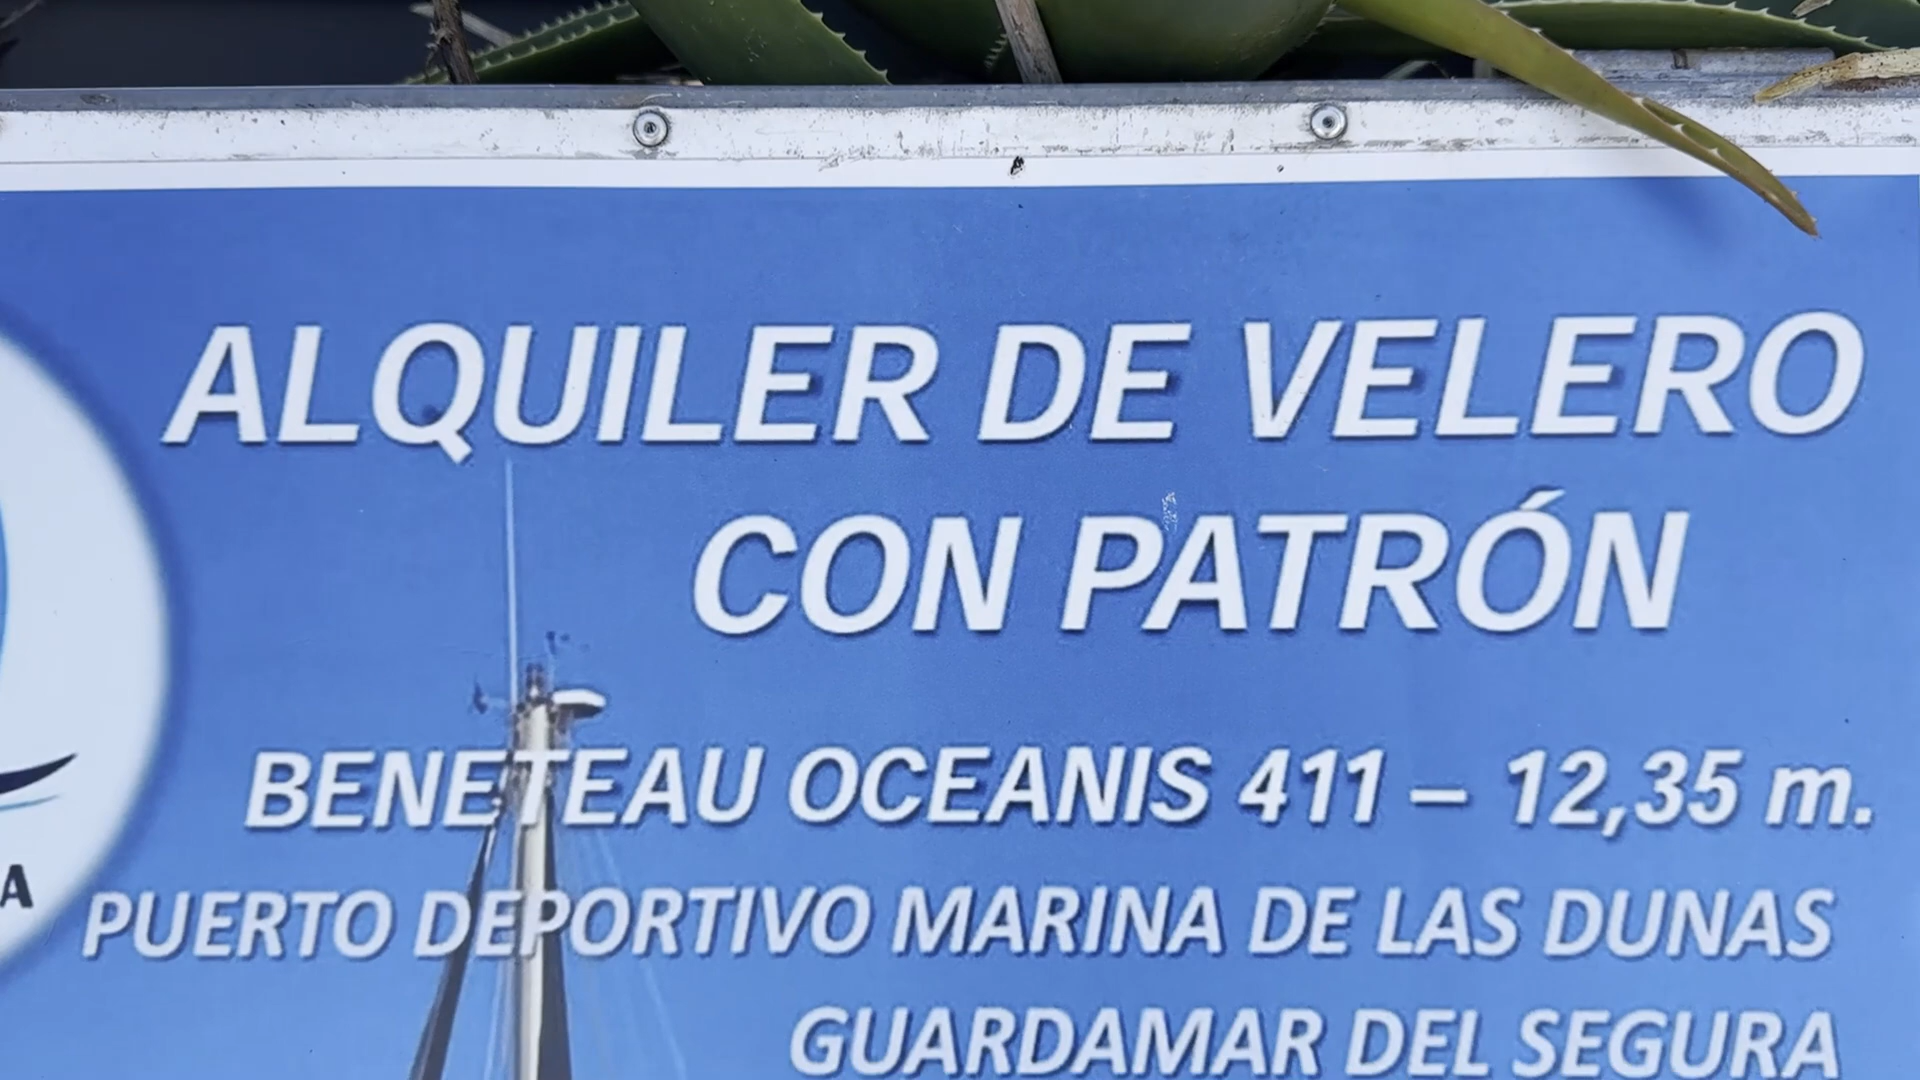 ALQUILER DE VELERO
CON PATRÓN
BENETEAU OCEANIS 411 – 12,35 m.
A
PUERTO DEPORTIVO MARINA DE LAS DUNAS
GUARDAMAR DEL SEGURA